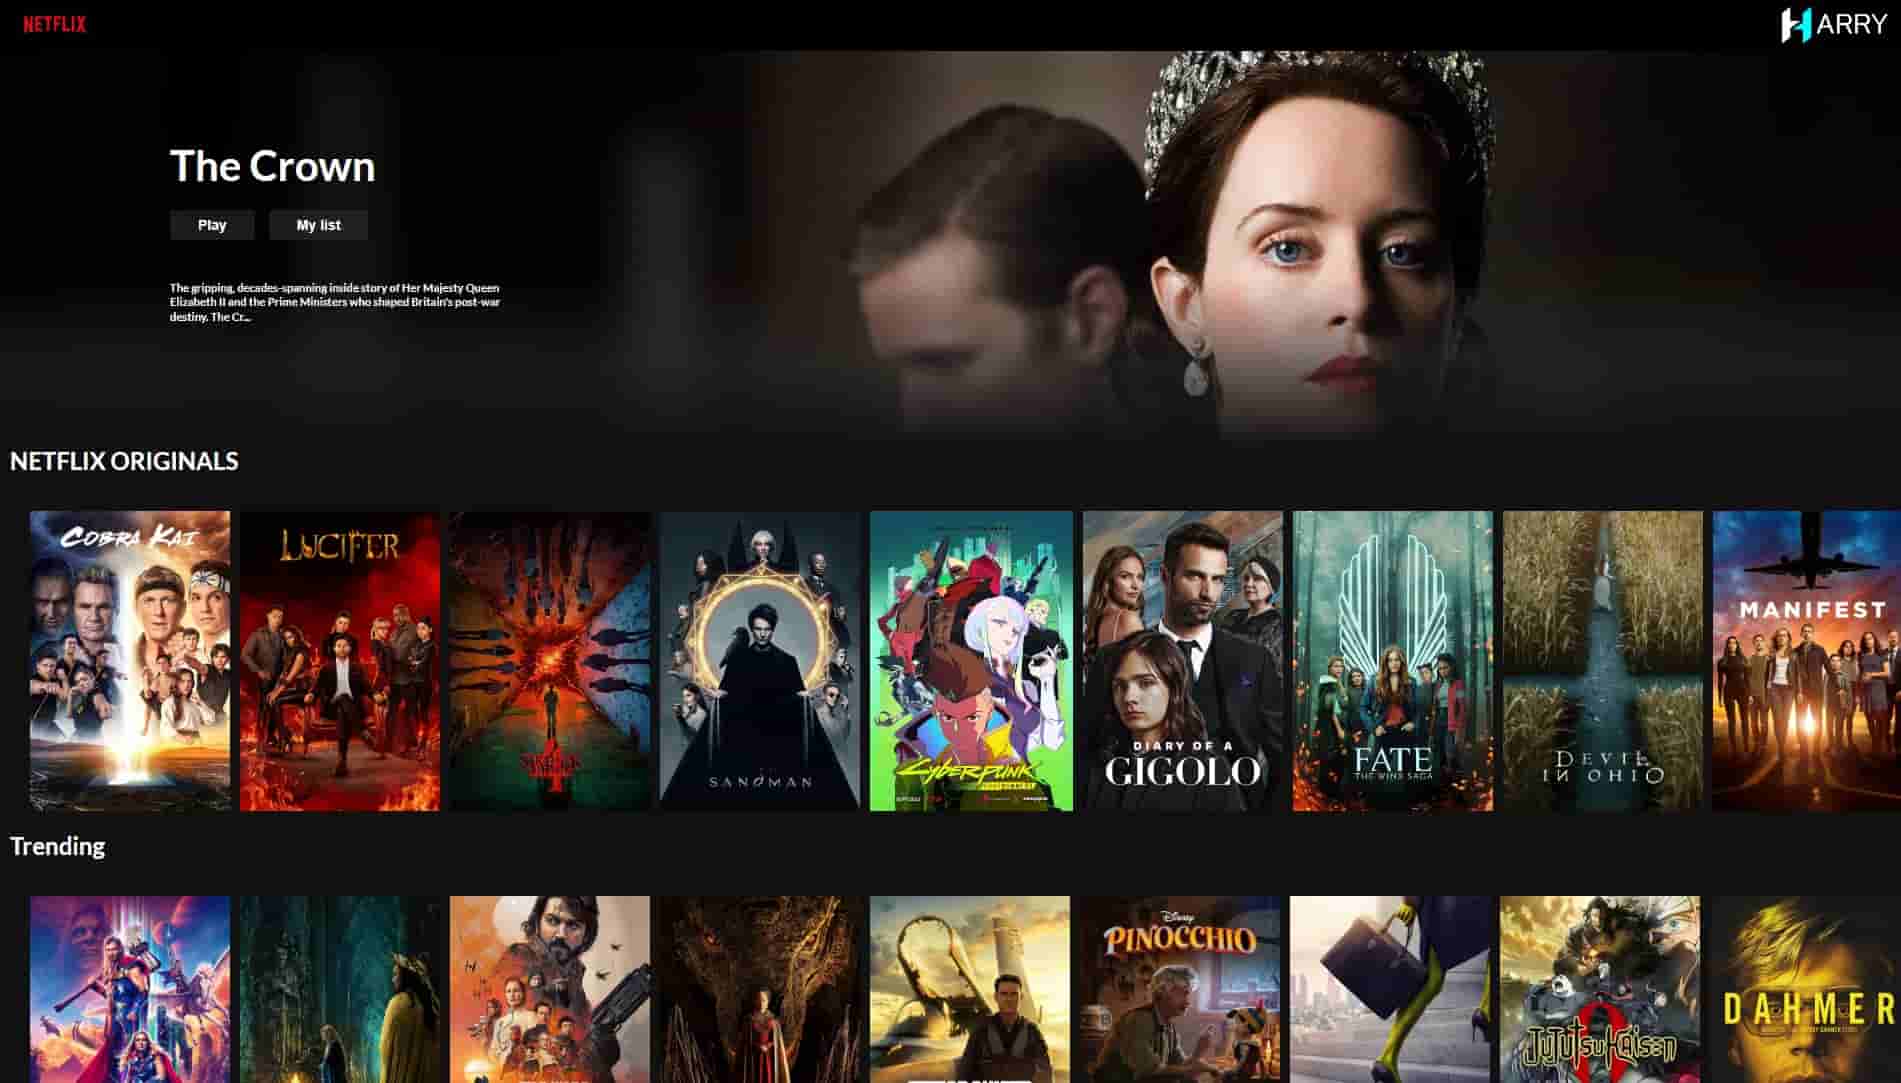 NETFLIX
HARRY
The Crown
Play
My list
The gripping, decades-spanning inside story of Her Majesty Queen
Elizabeth II and the Prime Ministers who shaped Britain's post-war
destiny. The Cr...
NETFLIX ORIGINALS
COBRA KAI
LUCIFER
STRANGER
4
SANDMAN
CYBERPUNK
EDGERUNNERS
DIARY OF A
GIGOLO
FATE
THE WINX SAGA
DEVIL
IN OHIO
MANIFEST
Trending
Disney
PINOCCHIO
JUJUTSU KAISEN
0
DAHMER